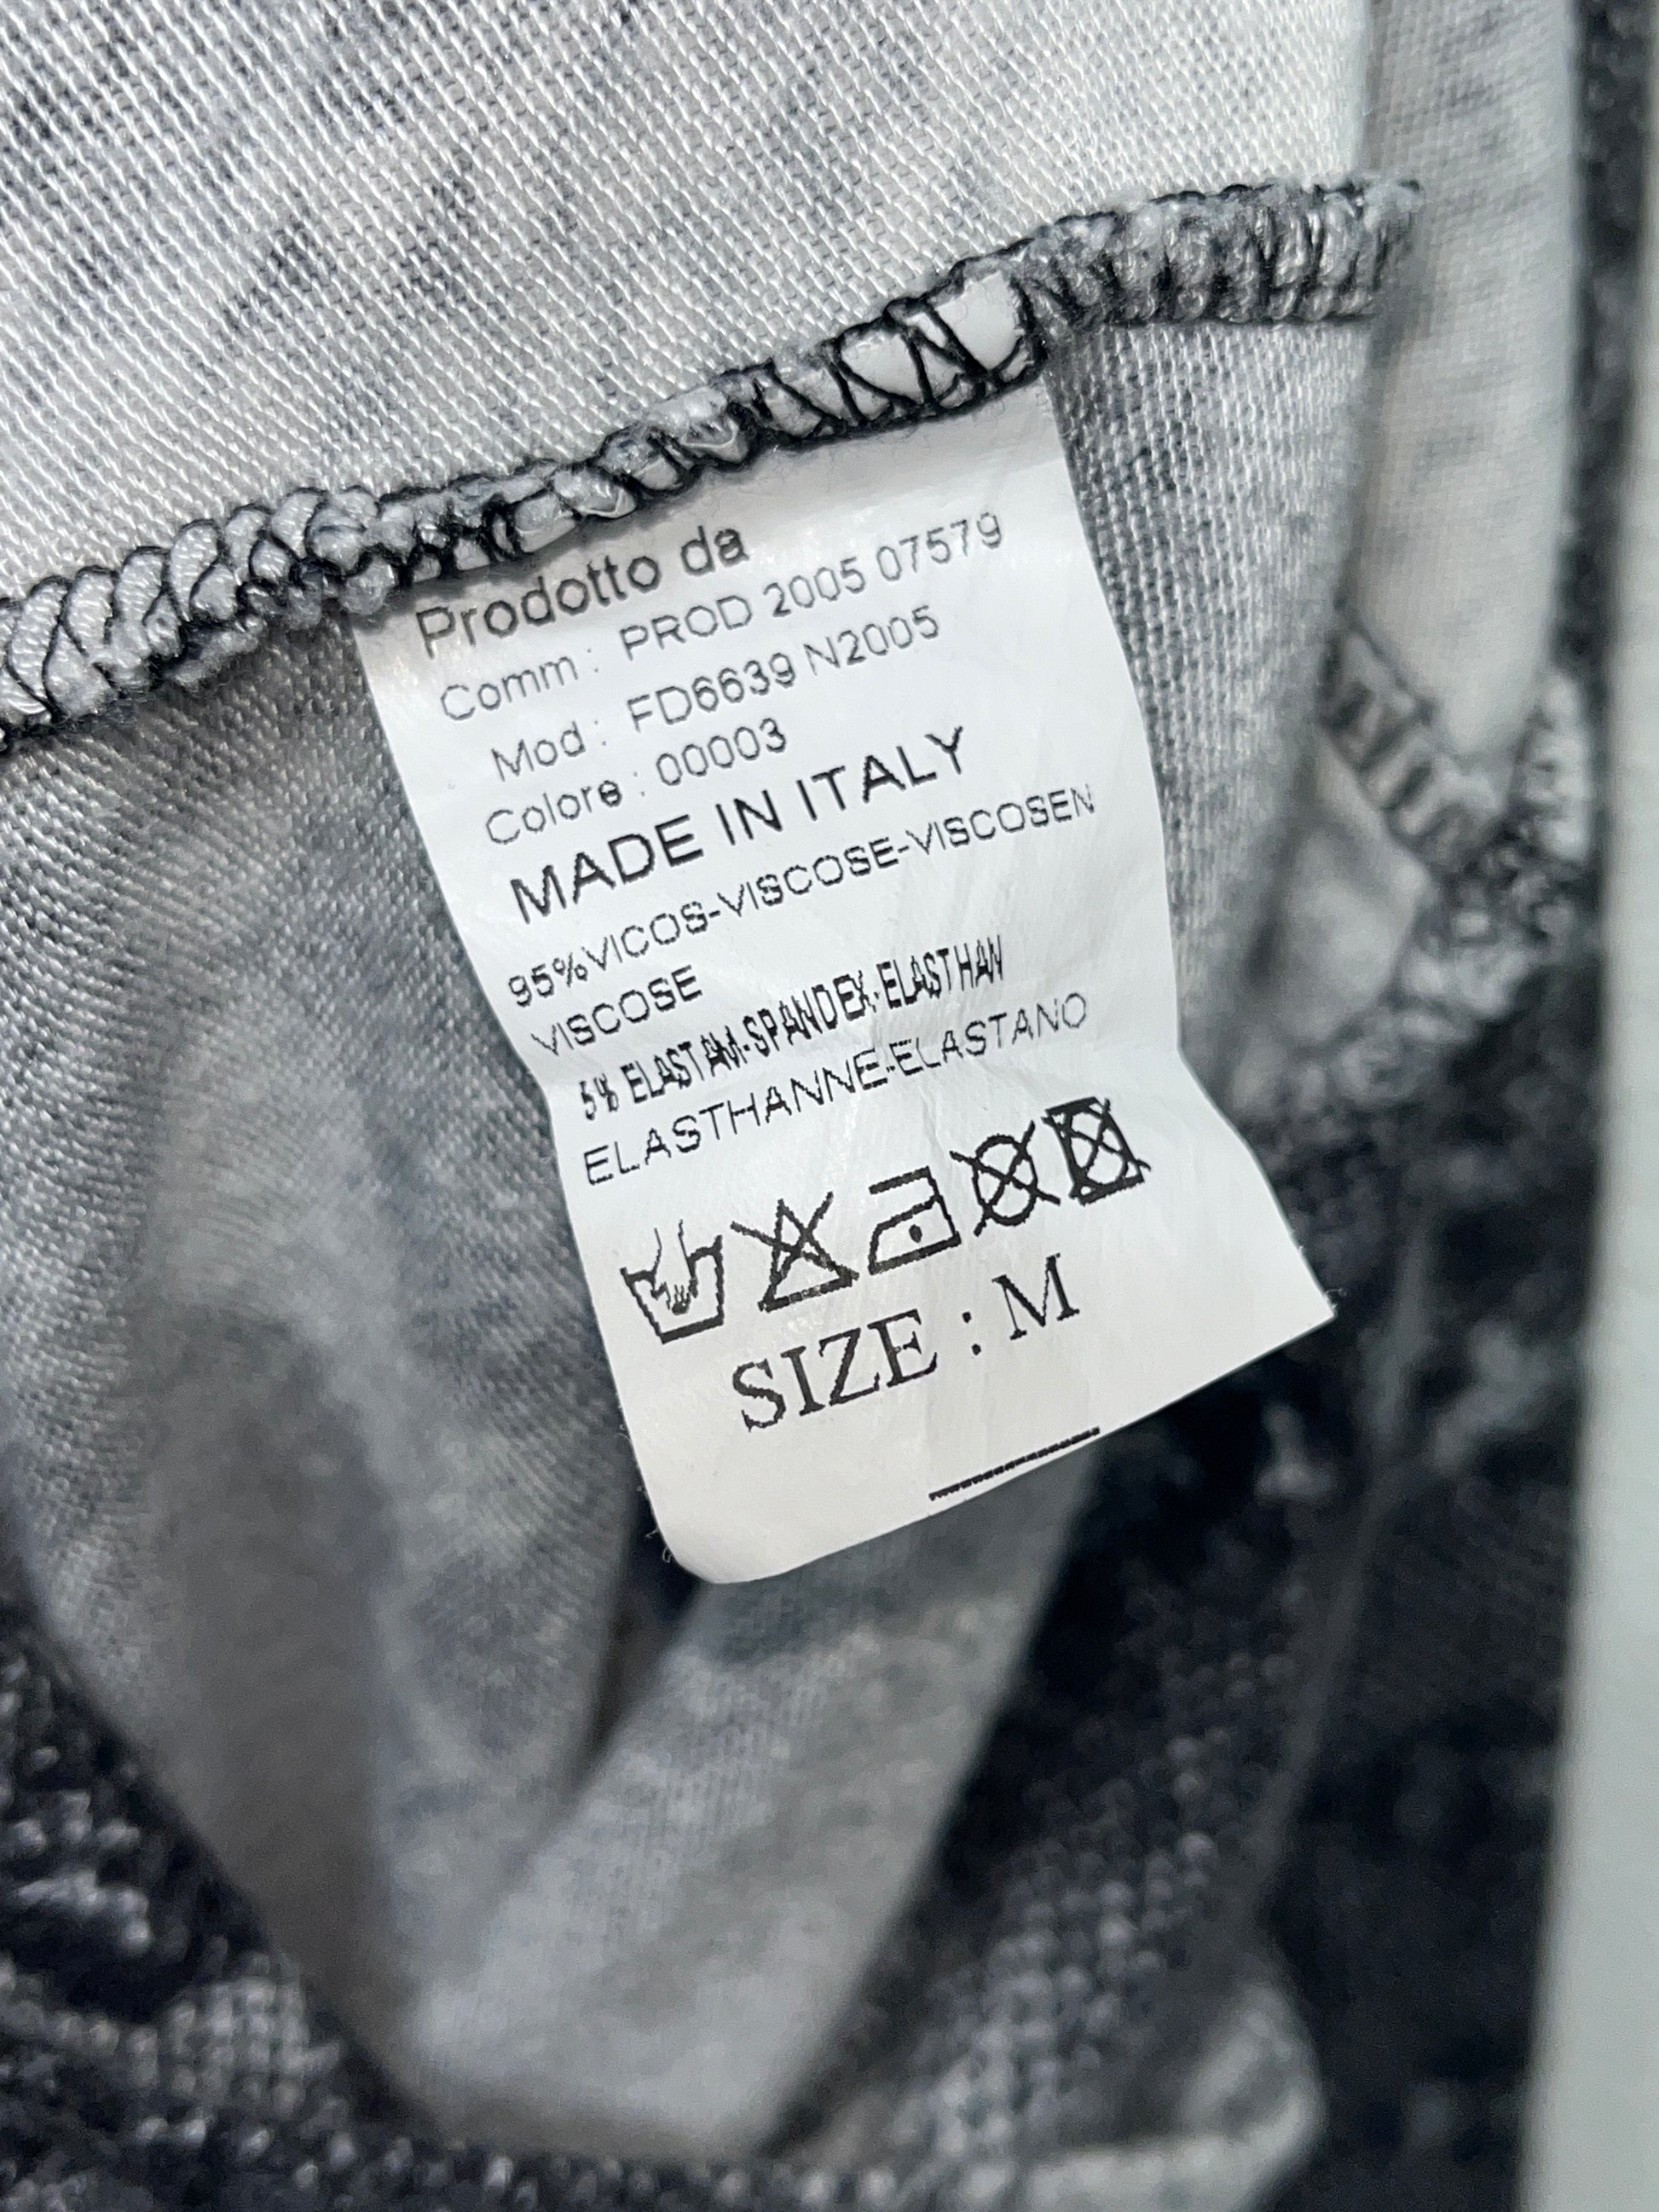 Prodotto da
Comm : PROD 2005 07579
Mod : FD6639 N2005
Colore : 00003
MADE IN ITALY
95%VICOS-VISCOSE-VISCOSEN
VISCOSE
5% ELASTAM-SPANDEX-ELASTHAN
ELASTHANNE-ELASTANO
SIZE : M